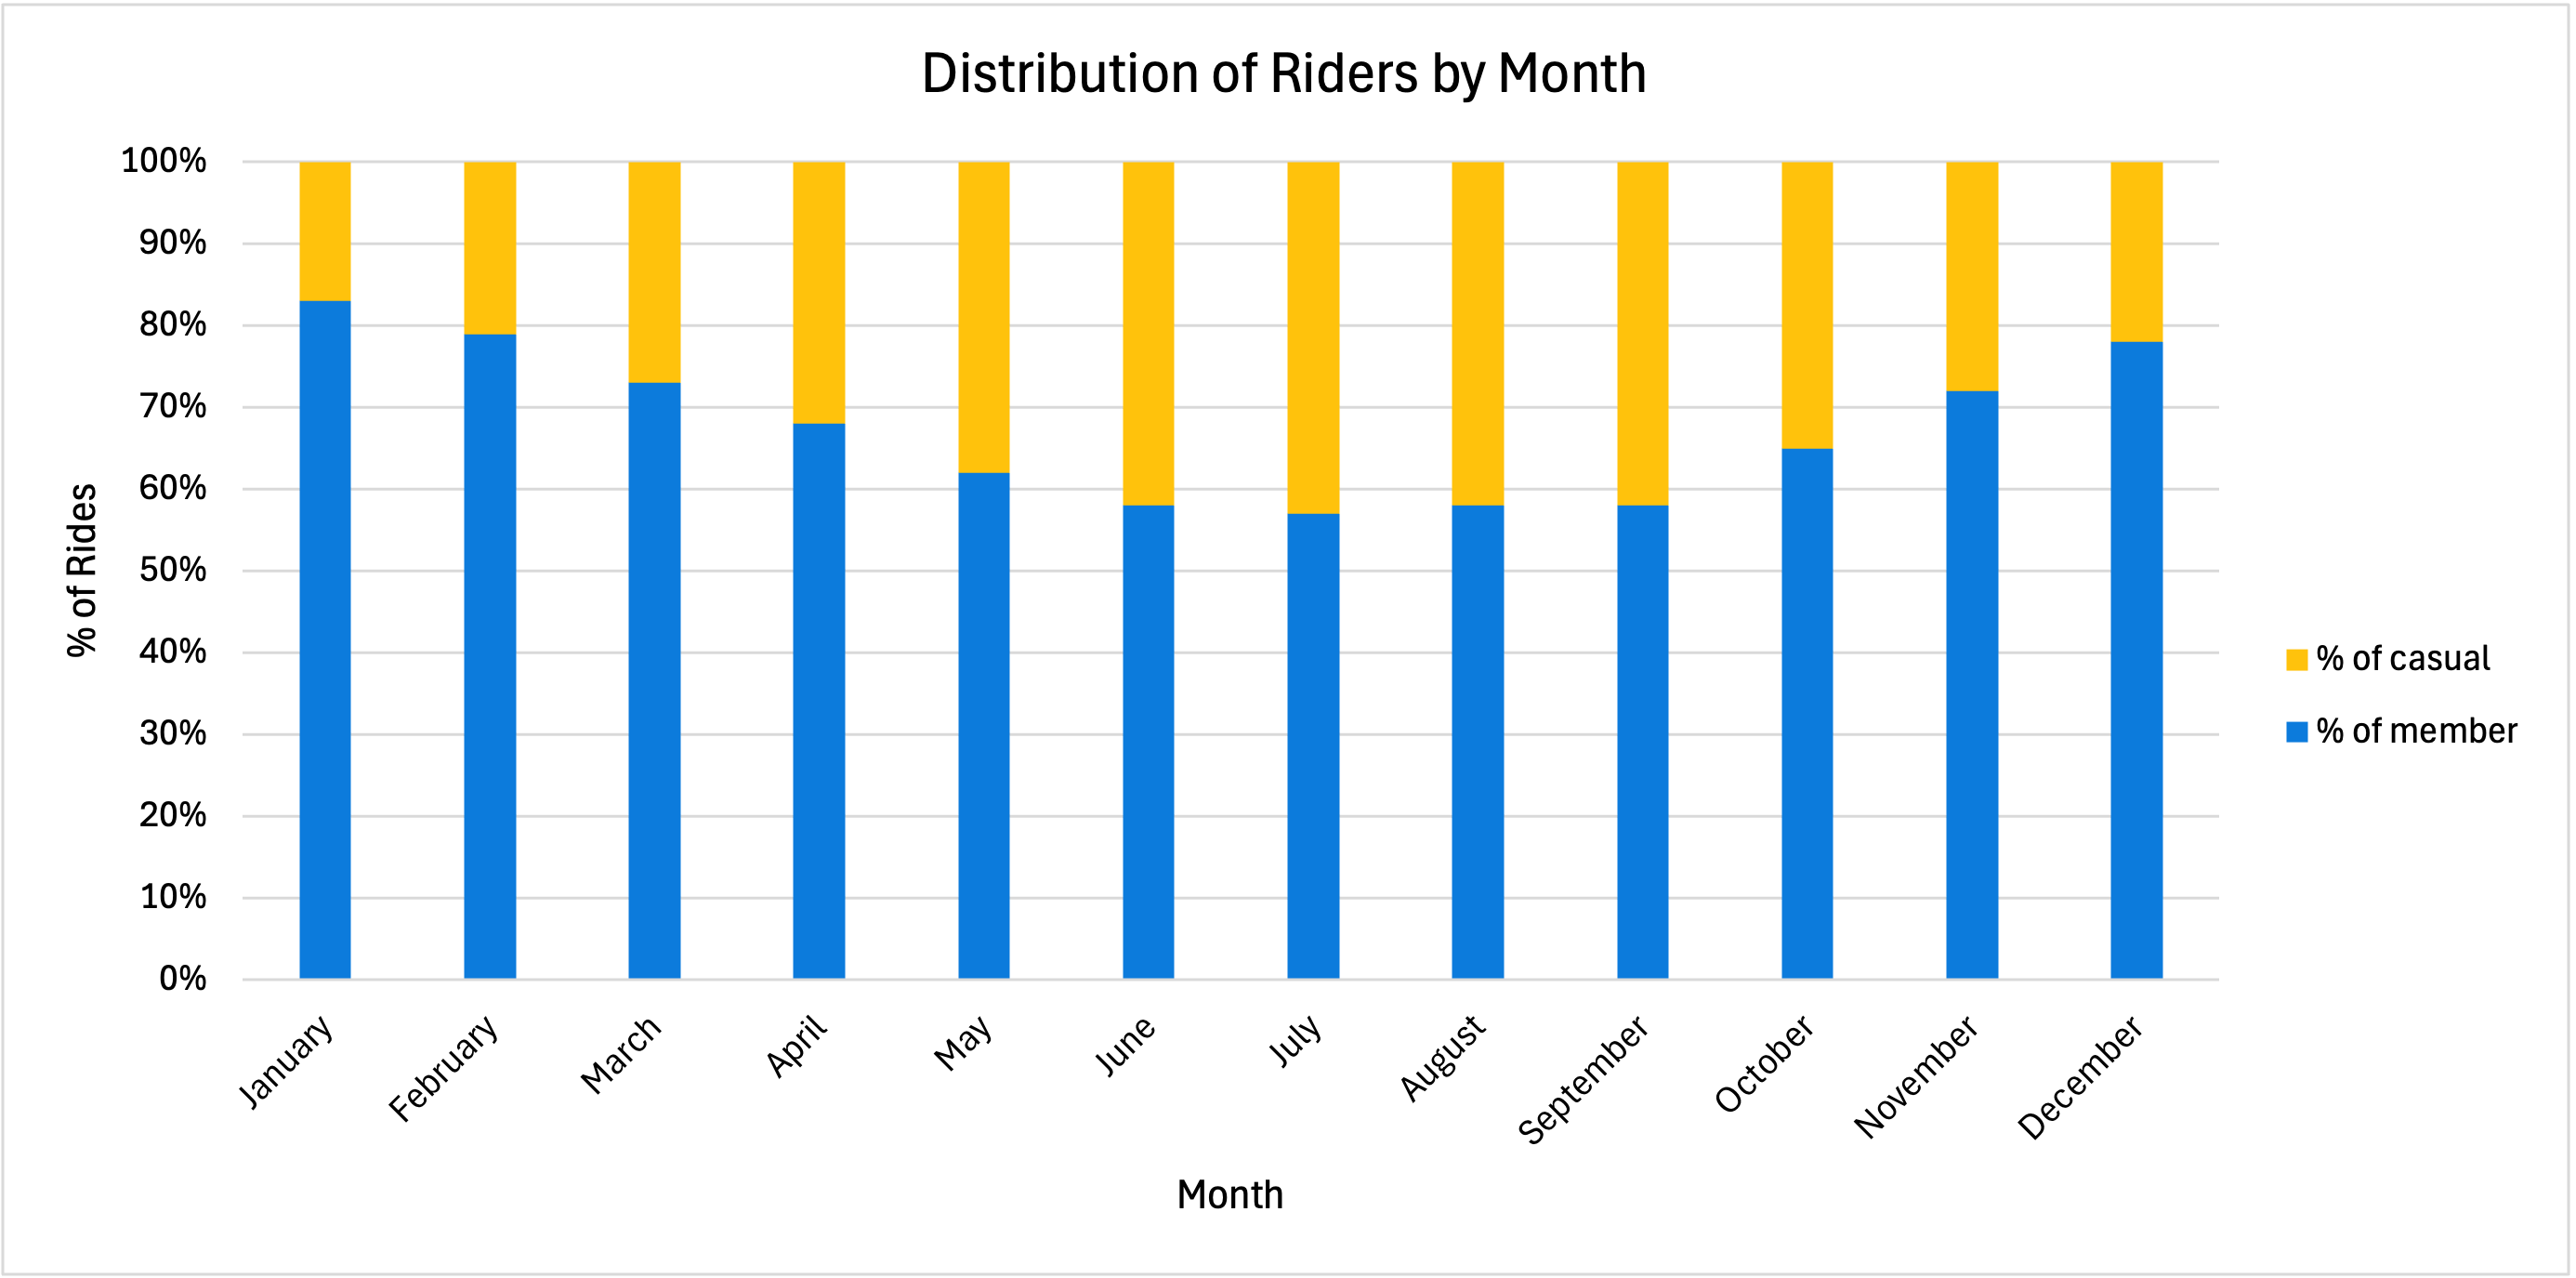 Distribution of Riders by Month
100%
90%
80%
70%
60%
50%
40%
30%
20%
10%
0%
% of Rides
% of casual
% of member
January
February
March
April
May
June
July
August
September
October
November
December
Month